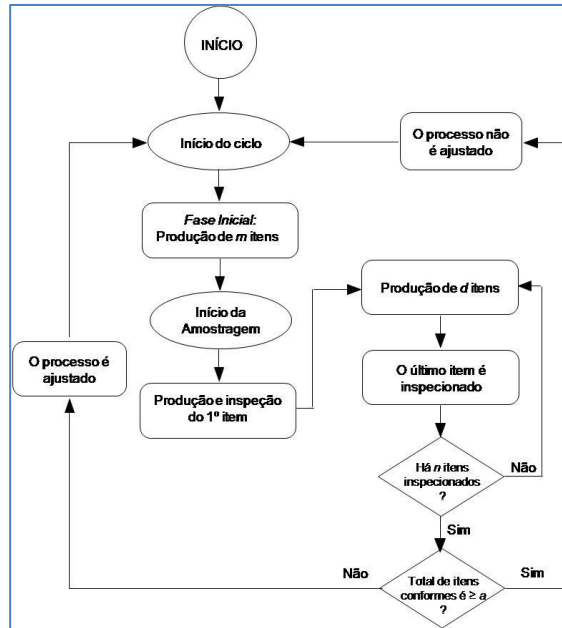 INÍCIO
Início do ciclo
O processo não
é ajustado
Fase Inicial:
Produção de m itens
Início da
Amostragem
Produção de d itens
O processo é
ajustado
Produção e inspeção
do 1º item
O último item é
inspecionado
Há n itens
inspecionados
?
Não
Sim
Não
Total de itens
conformes é ≥ a
?
Sim